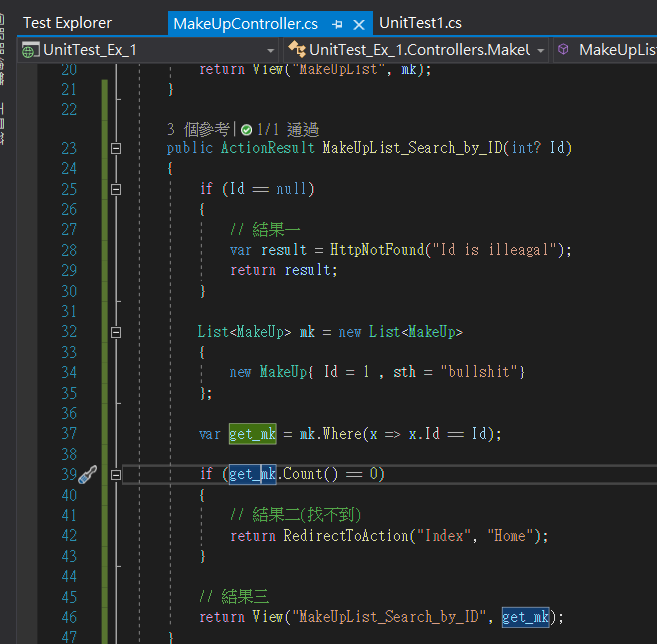 Test Explorer
MakeUpController.cs
UnitTest1.cs
UnitTest_Ex_1
UnitTest_Ex_1.Controllers.MakeU
MakeUpLis
20 return View("MakeUpList", mk);
21 }
22
3 個參考|1/1 通過
23 public ActionResult MakeUpList_Search_by_ID(int? Id)
24 {
25 if (Id == null)
26 {
27 // 結果一
28 var result = HttpNotFound("Id is illeagal");
29 return result;
30 }
31
32 List<MakeUp> mk = new List<MakeUp>
33 {
34 new MakeUp{ Id = 1 , sth = "bullshit"}
35 };
36
37 var get_mk = mk.Where(x => x.Id == Id);
38
39 if (get_mk.Count() == 0)
40 {
41 // 結果二(找不到)
42 return RedirectToAction("Index", "Home");
43 }
44
45 // 結果三
46 return View("MakeUpList_Search_by_ID", get_mk);
47 }